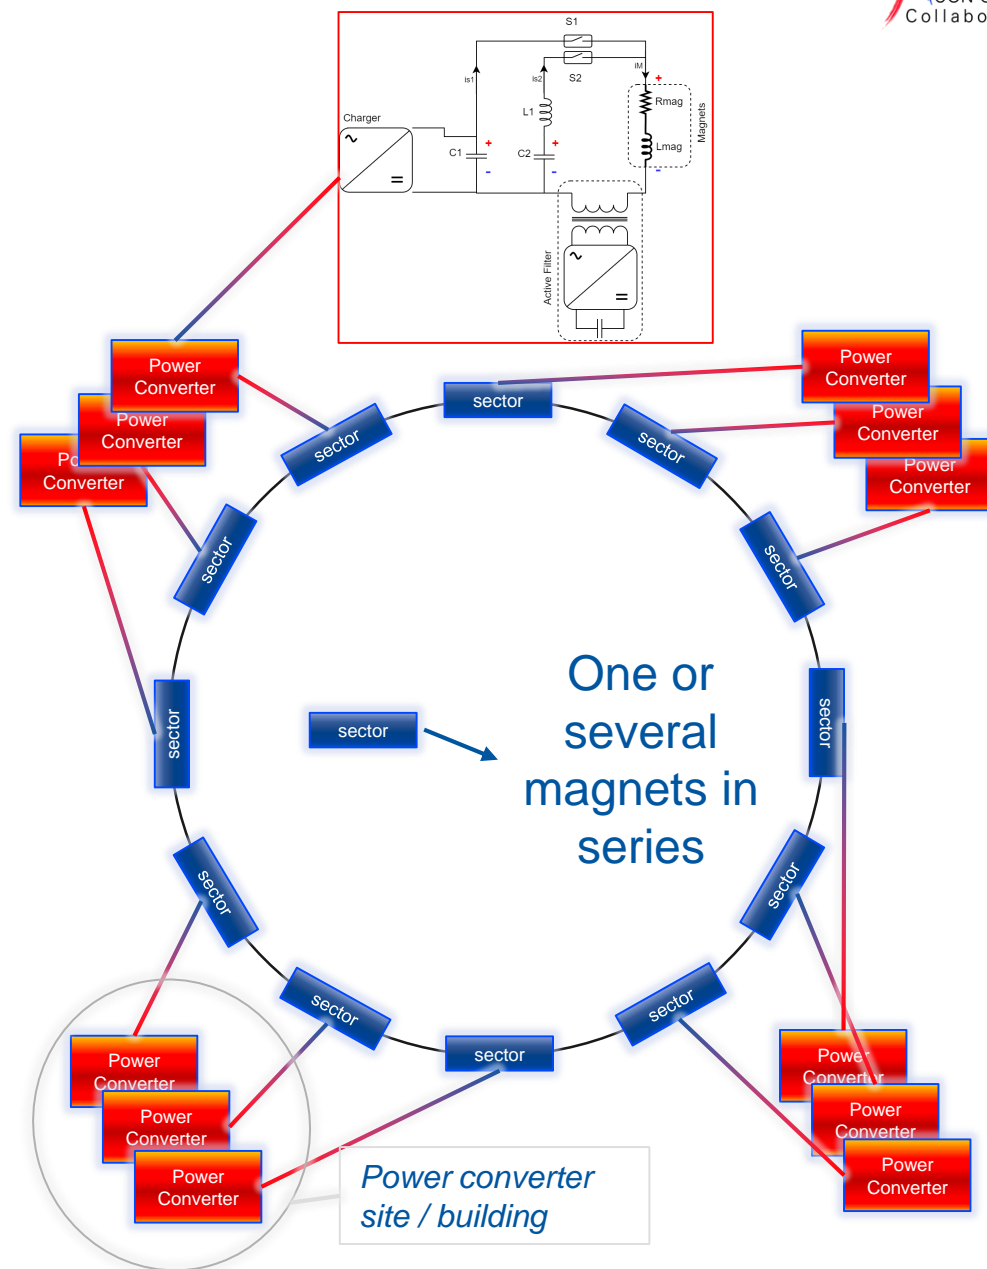 Collabo
S1
S2
is1
is2
iM
+
Rmag
Lmag
-
Magnets
L1
Charger
C1
+
-
C2
+
-
Active Filter
Power
Converter
Power
Converter
Converter
Power
Converter
Power
Converter
Power
Converter
sector
sector
sector
sector
sector
sector
sector
sector
sector
sector
sector
sector
sector
One or
several
magnets in
series
Power
Converter
Power
Converter
Power
Converter
Power
Converter
Power
Converter
Power
Converter
Power converter
site / building